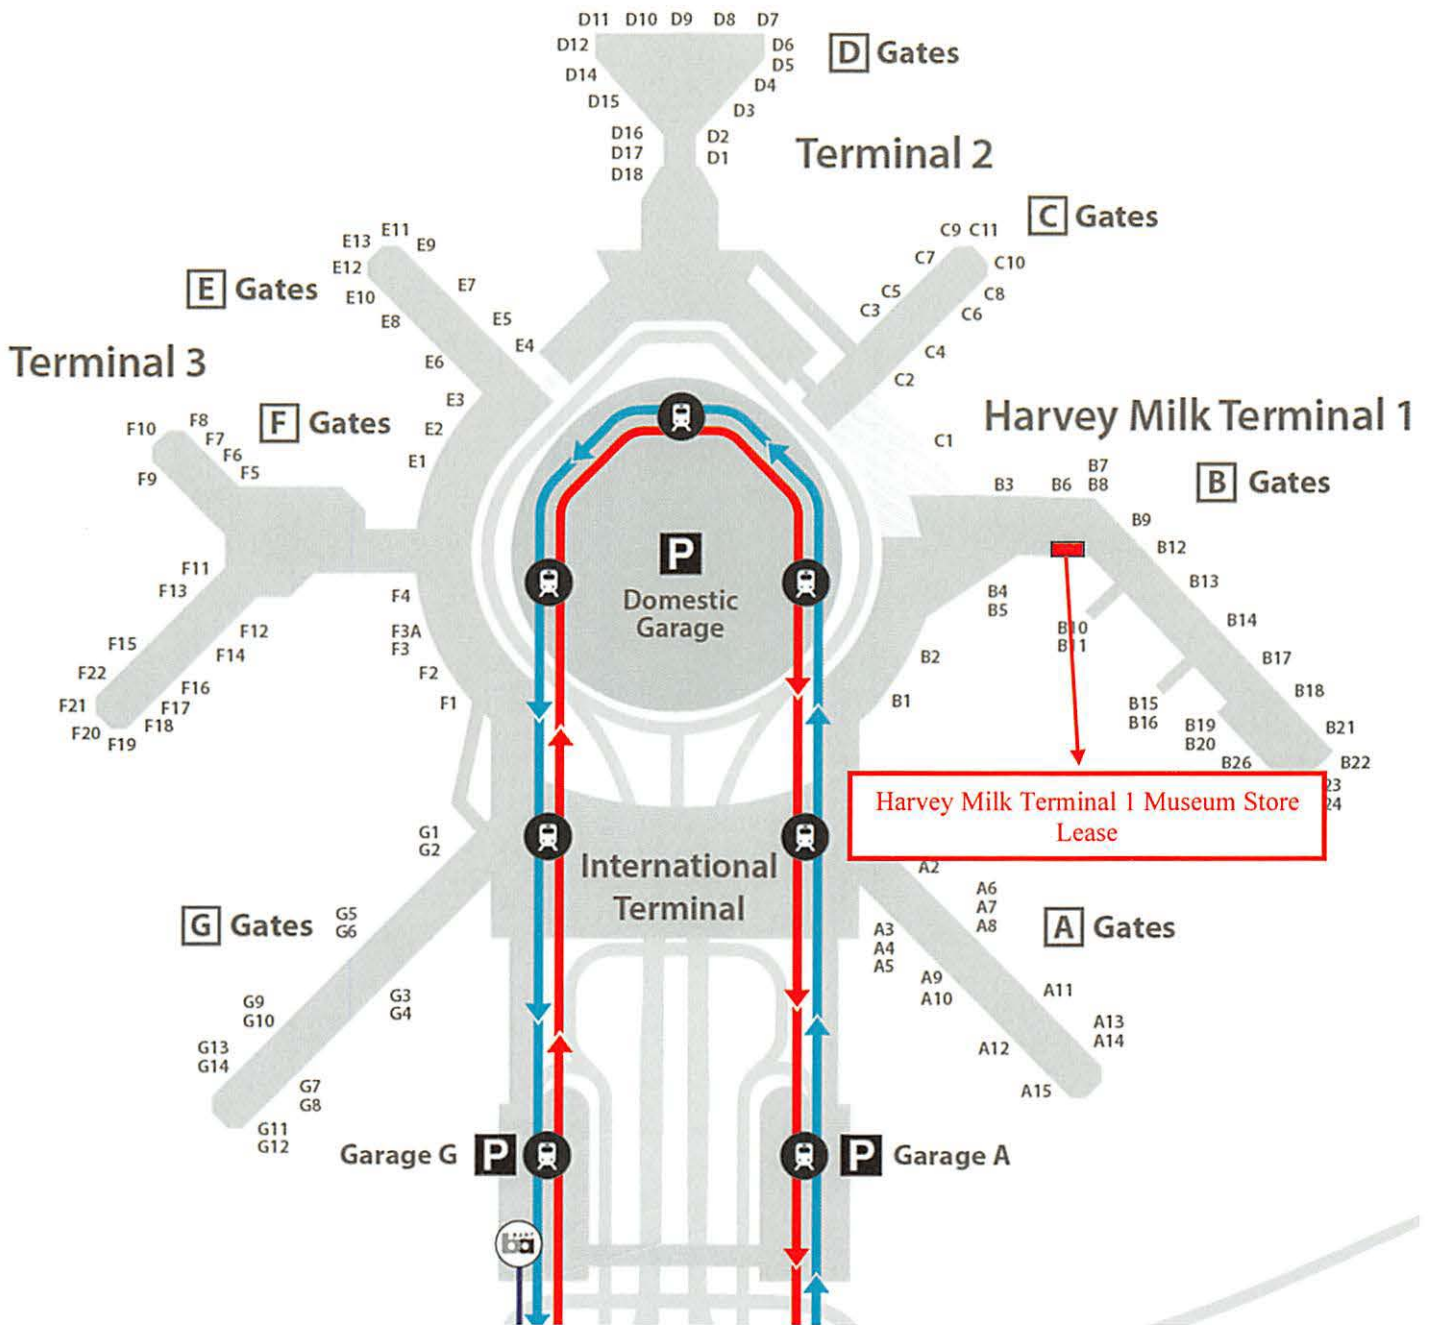 D11 D10 D9 D8 D7
D12
D6
D5
D14
D4
D15
D3
D16
D17
D18
D2
D1
D Gates
Terminal 2
C9 C11
C7
C10
C5
C8
C3
C6
C4
C2
C1
C Gates
E13 E11 E9
E12
E10
E7
E8
E5
E6
E4
E3
E2
E1
E Gates
Terminal 3
F10 F8
F7
F6
F9
F5
F Gates
F11
F13
F4
F12
F3A
F3
F15
F14
F22
F2
F16
F21
F17
F1
F20
F18
F19
Harvey Milk Terminal 1
B Gates
B3 B6
B7
B8
B9
B12
B13
B4
B5
B10
B11
B14
B2
B17
B1
B15
B16
B18
B19
B20
B21
B26
B22
23
24
P
Domestic
Garage
Harvey Milk Terminal 1 Museum Store
Lease
International
Terminal
G1
G2
G5
G6
G Gates
G3
G4
G9
G10
G13
G14
G7
G8
G11
G12
A2
A6
A7
A8
A3
A4
A5
A Gates
A9
A10
A11
A13
A14
A12
A15
Garage G P
P Garage A
BART
ba